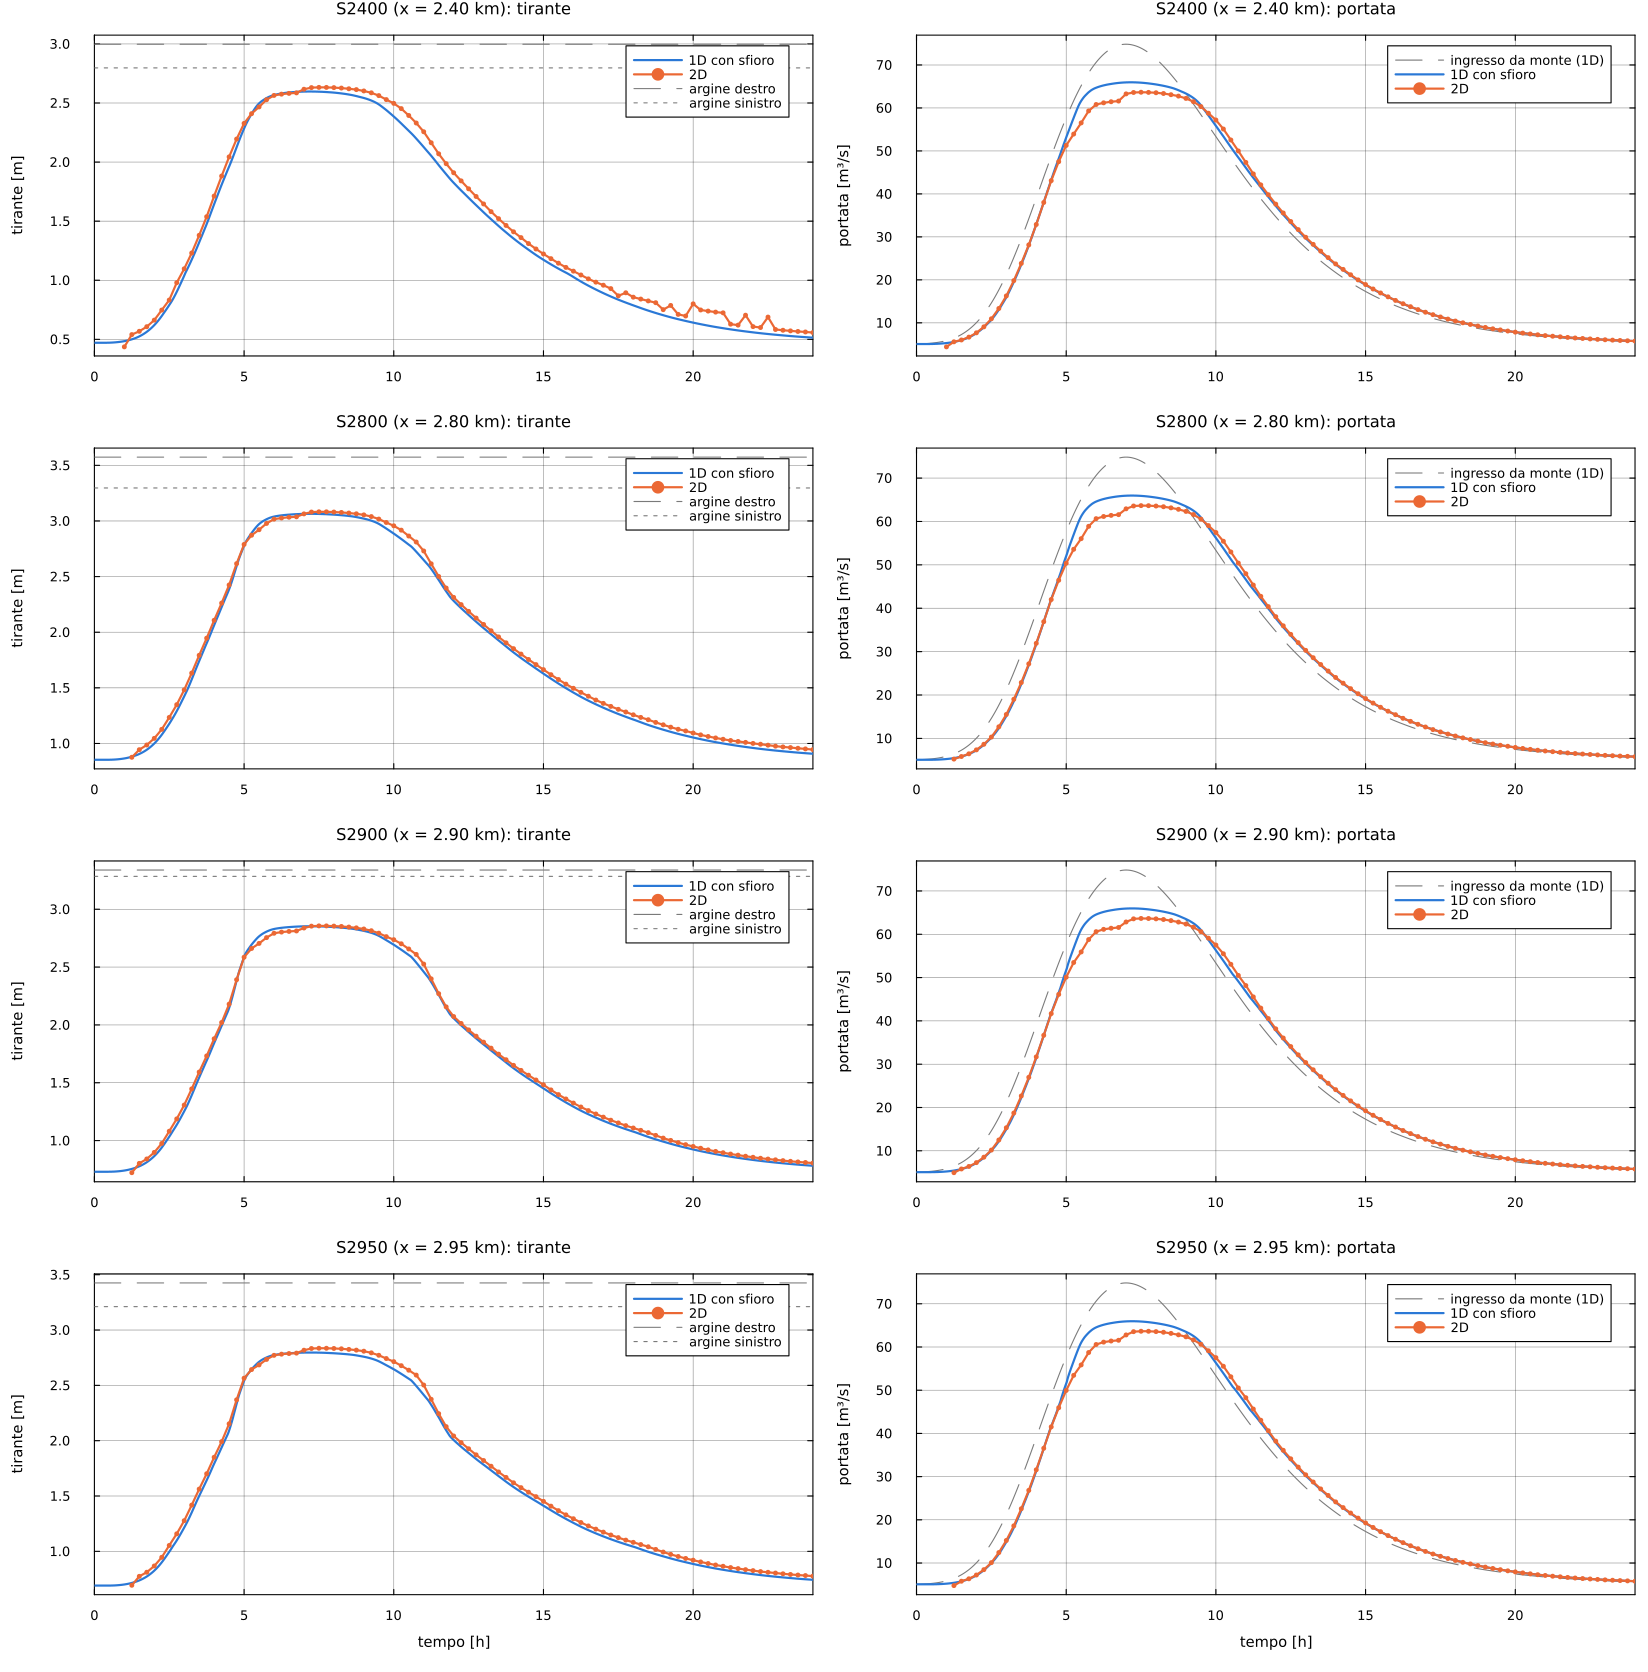 S2400 (x = 2.40 km): tirante
tirante [m]
3.0
2.5
2.0
1.5
1.0
0.5
0
5
10
15
20
1D con sfioro
2D
argine destro
argine sinistro
S2400 (x = 2.40 km): portata
portata [m³/s]
70
60
50
40
30
20
10
0
5
10
15
20
ingresso da monte (1D)
1D con sfioro
2D
S2800 (x = 2.80 km): tirante
tirante [m]
3.5
3.0
2.5
2.0
1.5
1.0
0
5
10
15
20
1D con sfioro
2D
argine destro
argine sinistro
S2800 (x = 2.80 km): portata
portata [m³/s]
70
60
50
40
30
20
10
0
5
10
15
20
ingresso da monte (1D)
1D con sfioro
2D
S2900 (x = 2.90 km): tirante
tirante [m]
3.0
2.5
2.0
1.5
1.0
0
5
10
15
20
1D con sfioro
2D
argine destro
argine sinistro
S2900 (x = 2.90 km): portata
portata [m³/s]
70
60
50
40
30
20
10
0
5
10
15
20
ingresso da monte (1D)
1D con sfioro
2D
S2950 (x = 2.95 km): tirante
tirante [m]
3.5
3.0
2.5
2.0
1.5
1.0
0
5
10
15
20
tempo [h]
1D con sfioro
2D
argine destro
argine sinistro
S2950 (x = 2.95 km): portata
portata [m³/s]
70
60
50
40
30
20
10
0
5
10
15
20
tempo [h]
ingresso da monte (1D)
1D con sfioro
2D